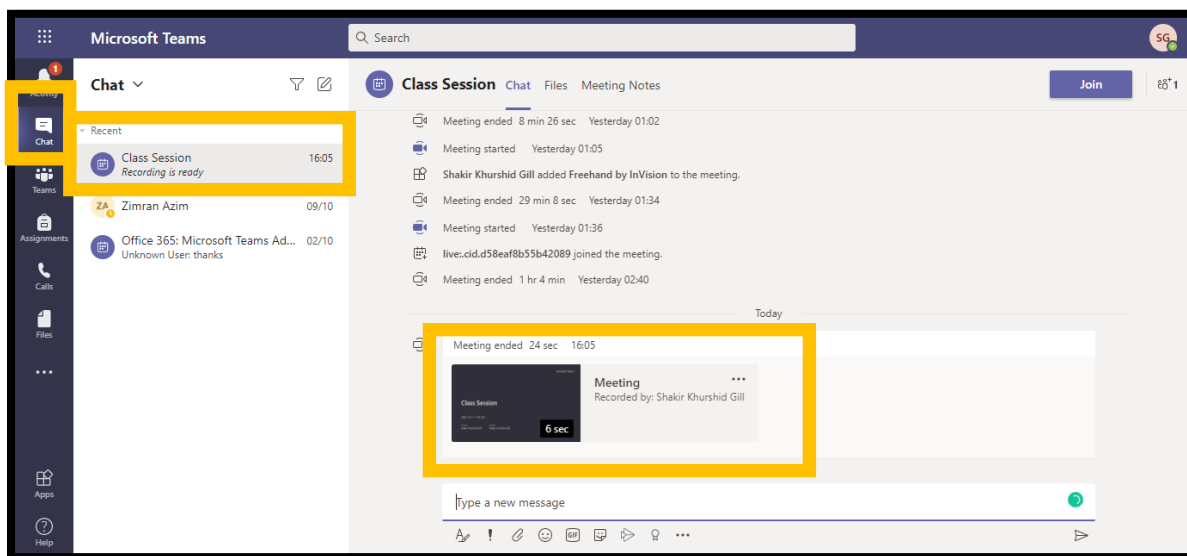 Microsoft Teams
Search
SG
1
Activity
Chat
Teams
Assignments
Calls
Files
Apps
Help
Chat
Recent
Class Session 16:05
Recording is ready
ZA Zimran Azim 09/10
Office 365: Microsoft Teams Ad... 02/10
Unknown User: thanks
Class Session Chat Files Meeting Notes Join 1
Meeting ended 8 min 26 sec Yesterday 01:02
Meeting started Yesterday 01:05
Shakir Khurshid Gill added Freehand by InVision to the meeting.
Meeting ended 29 min 8 sec Yesterday 01:34
Meeting started Yesterday 01:36
live:.cid.d58eaf8b55b42089 joined the meeting.
Meeting ended 1 hr 4 min Yesterday 02:40
Today
Meeting ended 24 sec 16:05
Class Session
6 sec
Meeting
Recorded by: Shakir Khurshid Gill
Type a new message
GIF